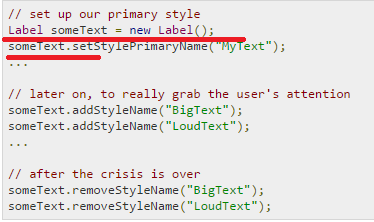 // set up our primary style
Label someText = new Label();
someText.setStylePrimaryName("MyText");
...
// later on, to really grab the user's attention
someText.addStyleName("BigText");
someText.addStyleName("LoudText");
...
// after the crisis is over
someText.removeStyleName("BigText");
someText.removeStyleName("LoudText");